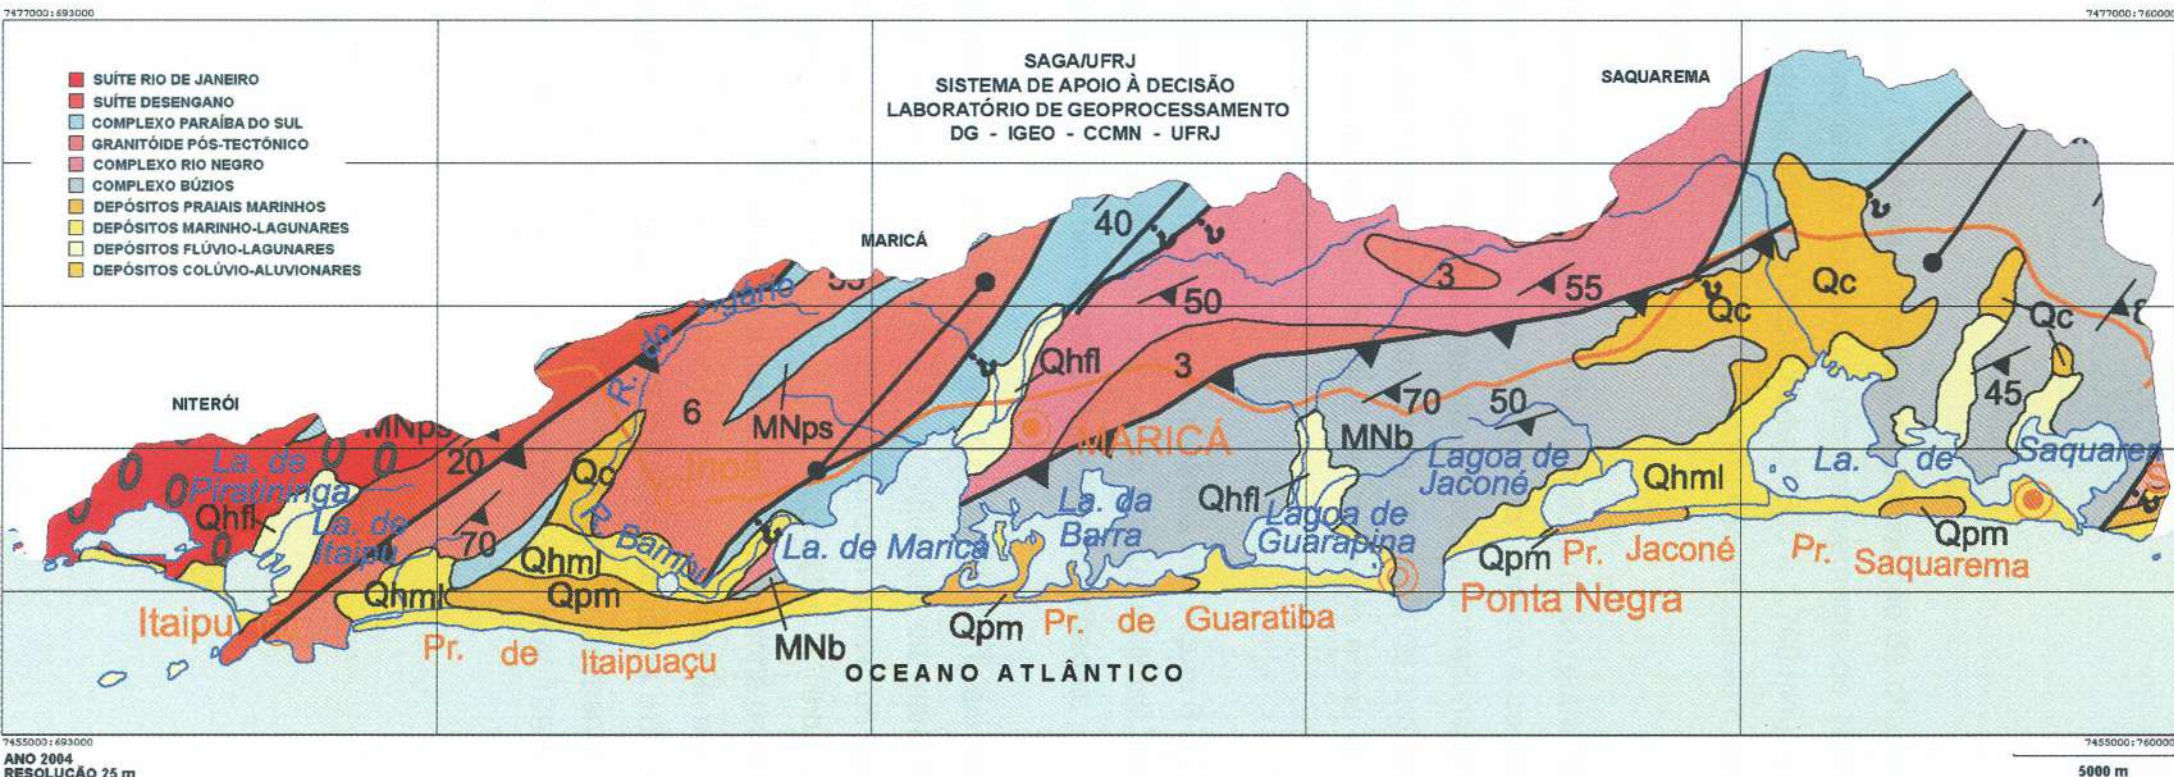 7477000:693000
7477000:760000
SAGA/UFRJ
SISTEMA DE APOIO À DECISÃO
LABORATÓRIO DE GEOPROCESSAMENTO
DG - IGEO - CCMN - UFRJ
SUÍTE RIO DE JANEIRO
SUÍTE DESENGANO
COMPLEXO PARAÍBA DO SUL
GRANITÓIDE PÓS-TECTÔNICO
COMPLEXO RIO NEGRO
COMPLEXO BÚZIOS
DEPÓSITOS PRAIAIS MARINHOS
DEPÓSITOS MARINHO-LAGUNARES
DEPÓSITOS FLÚVIO-LAGUNARES
DEPÓSITOS COLÚVIO-ALUVIONARES
SAQUAREMA
MARICÁ
NITERÓI
40
50
3
55
Qc
Qc
Qc
R. do Vigário
Qhfl
3
6
MNps
MNps
70
50
45
MARICÁ
MNb
20
Qc
La. de
Piratininga
Qhfl
La. de
Itaipu
70
R. Bambu
Qhml
Qhml
Qpm
La. de Maricá
La. da
Barra
Qhfl
Lagoa de
Guarapina
Lagoa de
Jaconé
Qhml
La. de Saquarem
Qpm
Qpm
Pr. Jaconé
Pr. Saquarema
Itaipu
Pr. de Itaipuaçu
MNb
Qpm
Pr. de Guaratiba
Ponta Negra
OCEANO ATLÂNTICO
7455000:693000
7455000:760000
ANO 2004
RESOLUÇÃO 25 m
5000 m